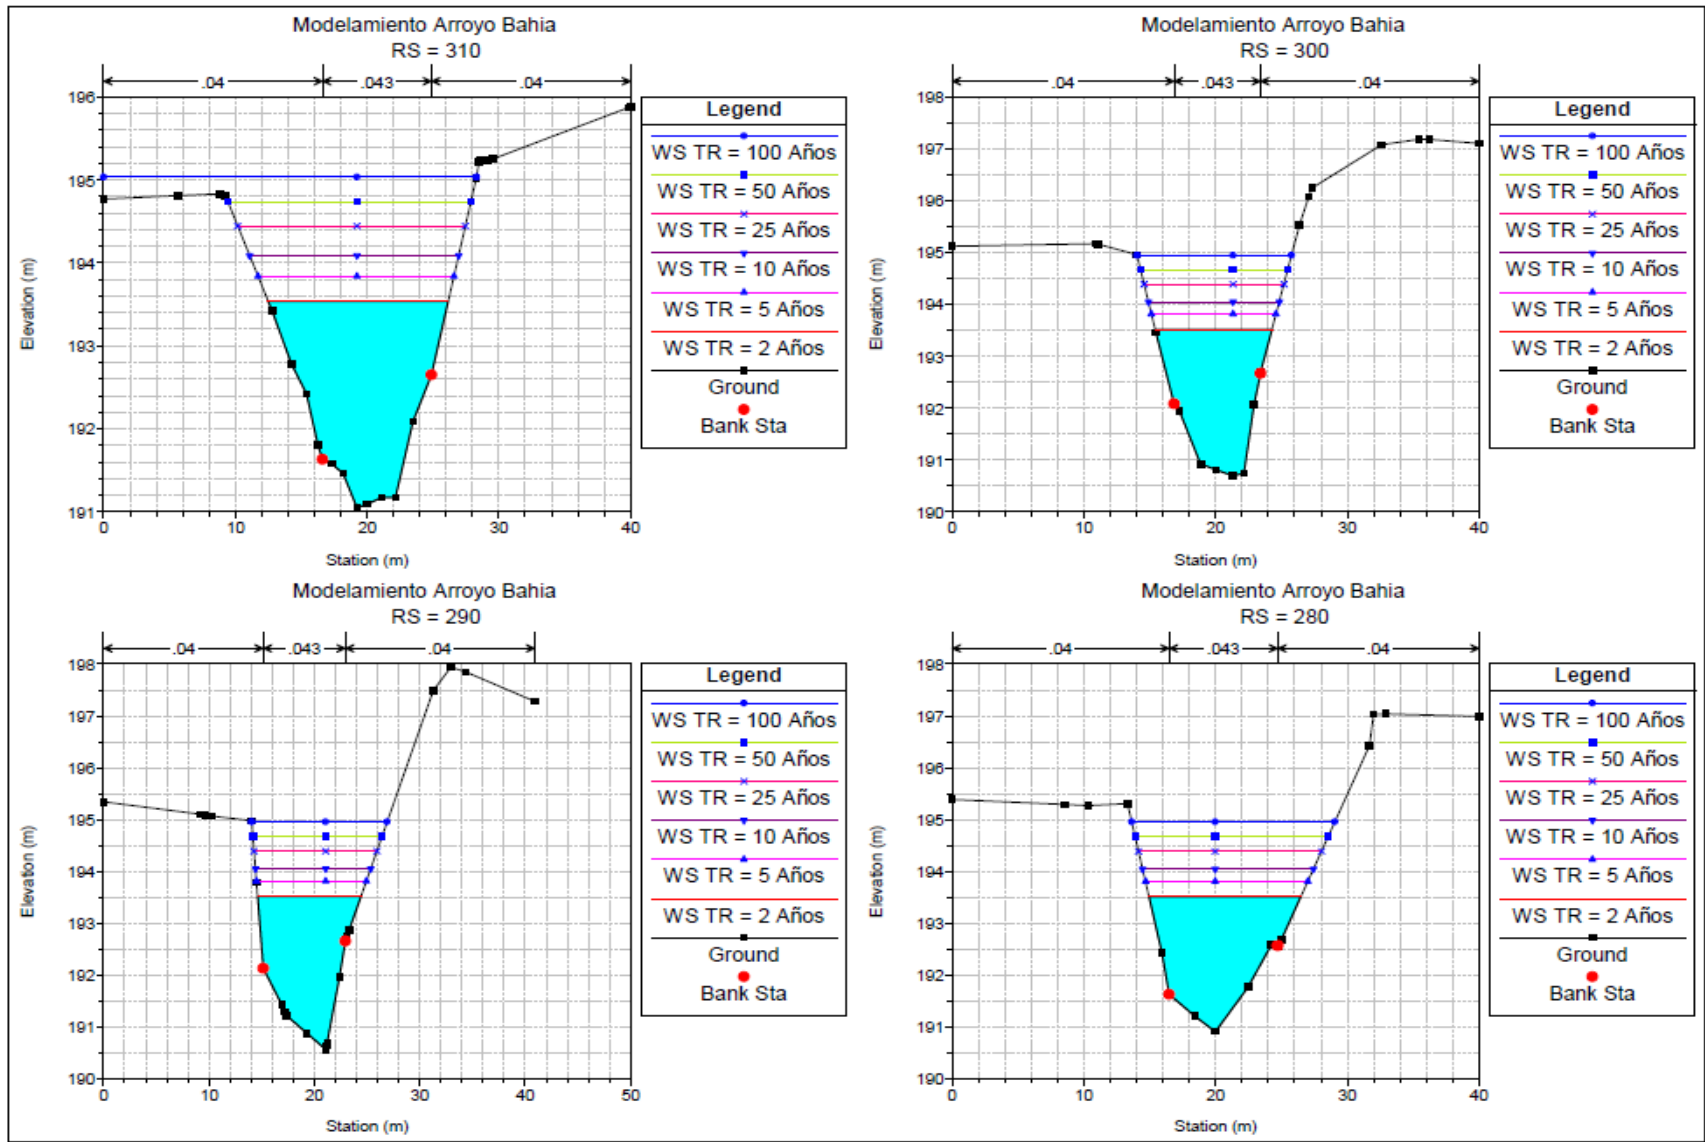 Modelamiento Arroyo Bahia
RS = 310
.04 .043 .04
Elevation (m)
196
195
194
193
192
191
0 10 20 30 40
Station (m)
Legend
WS TR = 100 Años
WS TR = 50 Años
WS TR = 25 Años
WS TR = 10 Años
WS TR = 5 Años
WS TR = 2 Años
Ground
Bank Sta
Modelamiento Arroyo Bahia
RS = 300
.04 .043 .04
Elevation (m)
198
197
196
195
194
193
192
191
190
0 10 20 30 40
Station (m)
Legend
WS TR = 100 Años
WS TR = 50 Años
WS TR = 25 Años
WS TR = 10 Años
WS TR = 5 Años
WS TR = 2 Años
Ground
Bank Sta
Modelamiento Arroyo Bahia
RS = 290
.04 .043 .04
Elevation (m)
198
197
196
195
194
193
192
191
190
0 10 20 30 40 50
Station (m)
Legend
WS TR = 100 Años
WS TR = 50 Años
WS TR = 25 Años
WS TR = 10 Años
WS TR = 5 Años
WS TR = 2 Años
Ground
Bank Sta
Modelamiento Arroyo Bahia
RS = 280
.04 .043 .04
Elevation (m)
198
197
196
195
194
193
192
191
190
0 10 20 30 40
Station (m)
Legend
WS TR = 100 Años
WS TR = 50 Años
WS TR = 25 Años
WS TR = 10 Años
WS TR = 5 Años
WS TR = 2 Años
Ground
Bank Sta